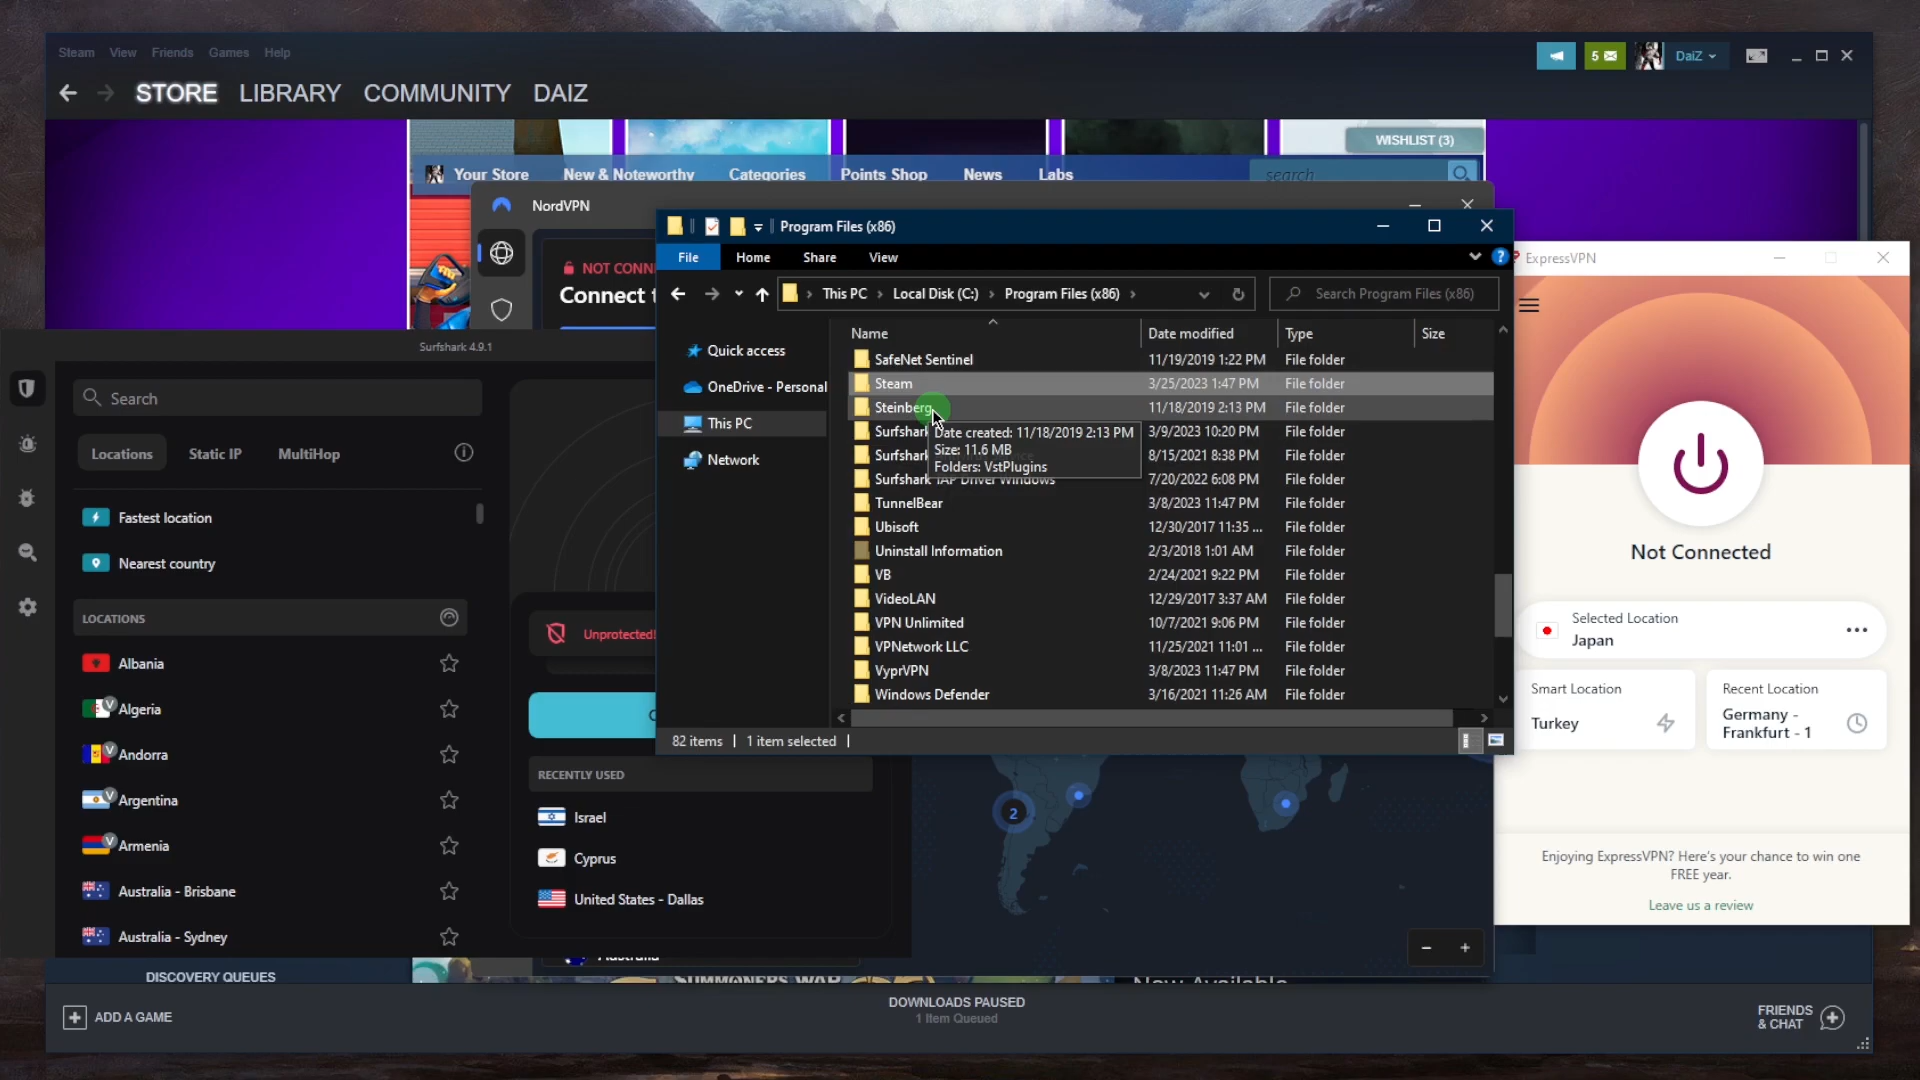 Steam View Friends Games Help
5
DaiZ
STORE LIBRARY COMMUNITY DAIZ
WISHLIST (3)
Your Store New & Noteworthy Categories Points Shop News Labs
search
NordVPN
NOT CONN
Connect t
Program Files (x86)
File Home Share View
This PC Local Disk (C:) Program Files (x86)
Search Program Files (x86)
Quick access
OneDrive - Personal
This PC
Network
Name Date modified Type Size
SafeNet Sentinel 11/19/2019 1:22 PM File folder
Steam 3/25/2023 1:47 PM File folder
Steinberg 11/18/2019 2:13 PM File folder
Surfshark 3/9/2023 10:20 PM File folder
Surfshark 8/15/2021 8:38 PM File folder
Surfshark TAP Driver Windows 7/20/2022 6:08 PM File folder
TunnelBear 3/8/2023 11:47 PM File folder
Ubisoft 12/30/2017 11:35 ... File folder
Uninstall Information 2/3/2018 1:01 AM File folder
VB 2/24/2021 9:22 PM File folder
VideoLAN 12/29/2017 3:37 AM File folder
VPN Unlimited 10/7/2021 9:06 PM File folder
VPNetwork LLC 11/25/2021 11:01 ... File folder
VyprVPN 3/8/2023 11:47 PM File folder
Windows Defender 3/16/2021 11:26 AM File folder
Date created: 11/18/2019 2:13 PM
Size: 11.6 MB
Folders: VstPlugins
82 items 1 item selected
Surfshark 4.9.1
Search
Locations Static IP MultiHop
Fastest location
Nearest country
LOCATIONS
Albania
V Algeria
V Andorra
V Argentina
V Armenia
Australia - Brisbane
Australia - Sydney
Unprotected!
C
RECENTLY USED
Israel
Cyprus
United States - Dallas
2
ExpressVPN
Not Connected
Selected Location
Japan
Smart Location
Turkey
Recent Location
Germany -
Frankfurt - 1
Enjoying ExpressVPN? Here's your chance to win one
FREE year.
Leave us a review
Australia
DISCOVERY QUEUES
SUMMONERS WAR
Now Available
ADD A GAME
DOWNLOADS PAUSED
1 Item Queued
FRIENDS
& CHAT